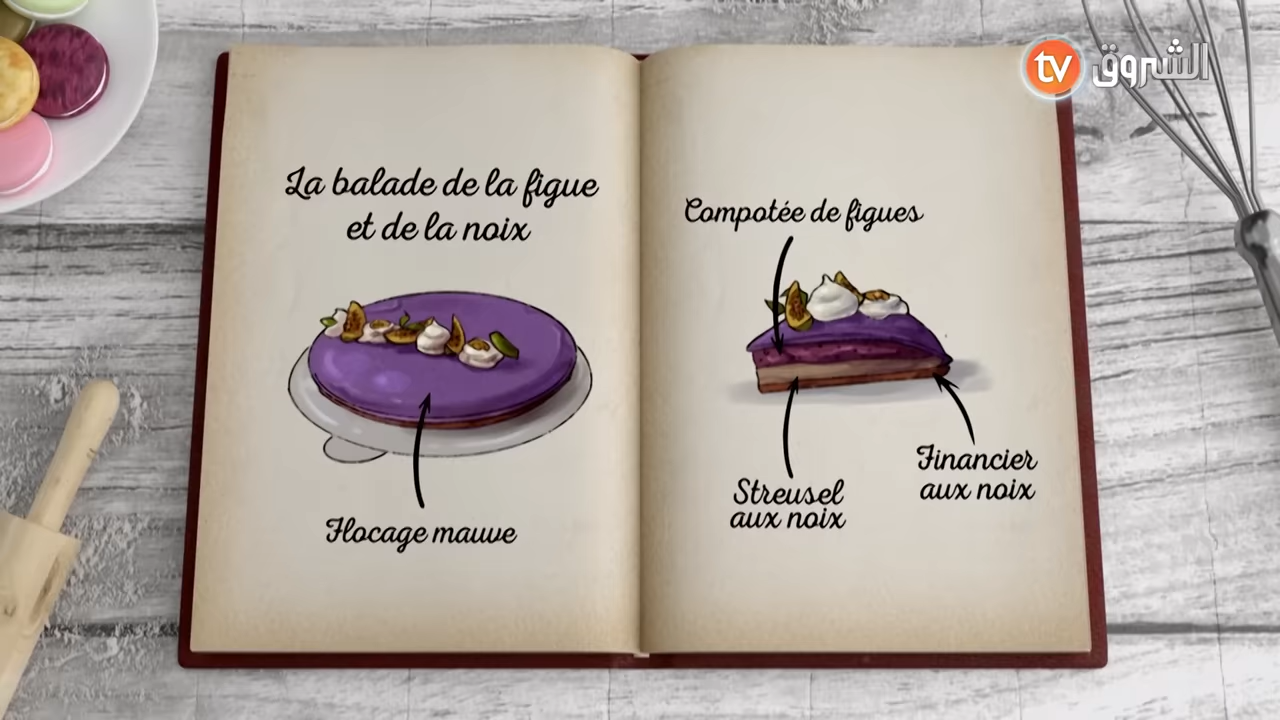 tv الشروق
La balade de la figue
et de la noix
Flocage mauve
Compotée de figues
Streusel
aux noix
Financier
aux noix